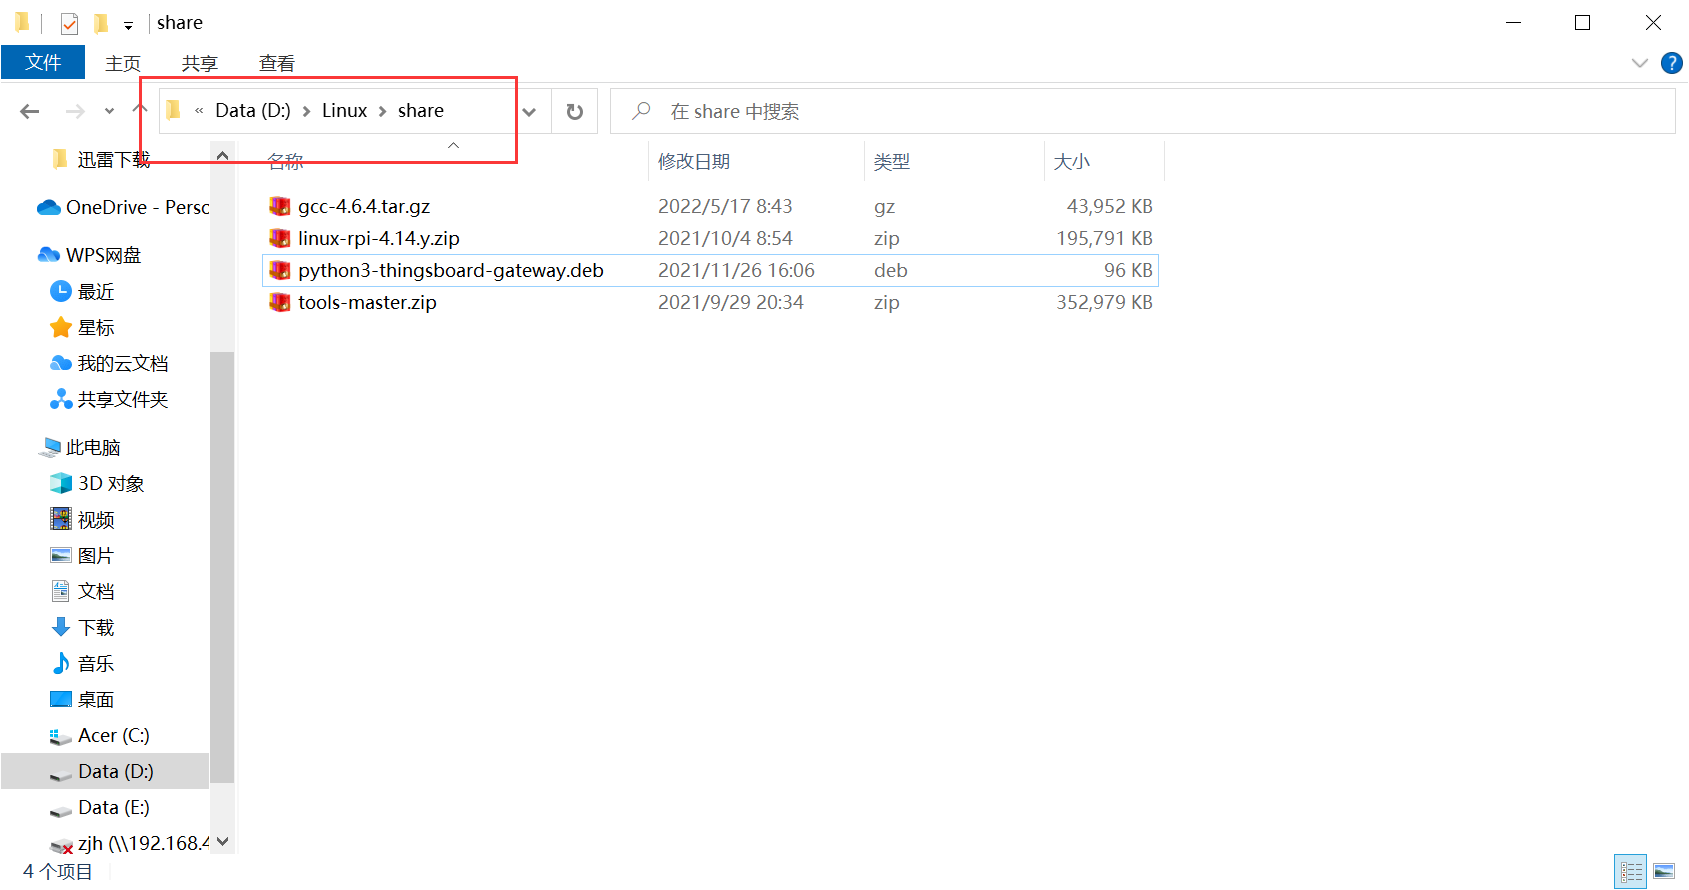 share
文件 主页 共享 查看
« Data (D:) › Linux › share
在 share 中搜索
名称 修改日期 类型 大小
gcc-4.6.4.tar.gz 2022/5/17 8:43 gz 43,952 KB
linux-rpi-4.14.y.zip 2021/10/4 8:54 zip 195,791 KB
python3-thingsboard-gateway.deb 2021/11/26 16:06 deb 96 KB
tools-master.zip 2021/9/29 20:34 zip 352,979 KB
迅雷下载
OneDrive - Perso
WPS网盘
最近
星标
我的云文档
共享文件夹
此电脑
3D 对象
视频
图片
文档
下载
音乐
桌面
Acer (C:)
Data (D:)
Data (E:)
zjh (\\192.168.4
4 个项目